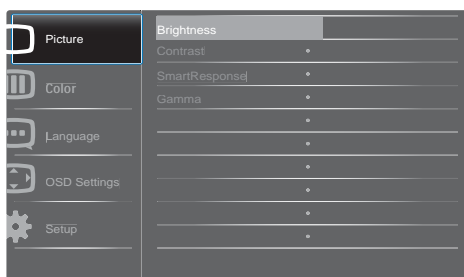 Picture
Color
Language
OSD Settings
Setup
Brightness
Contrast
SmartResponse
Gamma